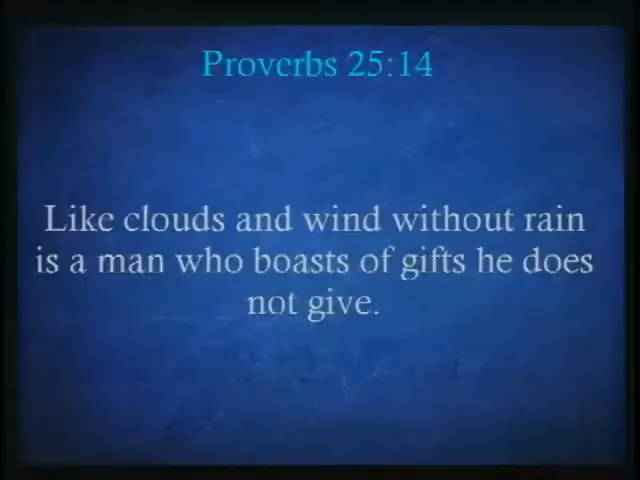 Proverbs 25:14
Like clouds and wind without rain
is a man who boasts of gifts he does
not give.